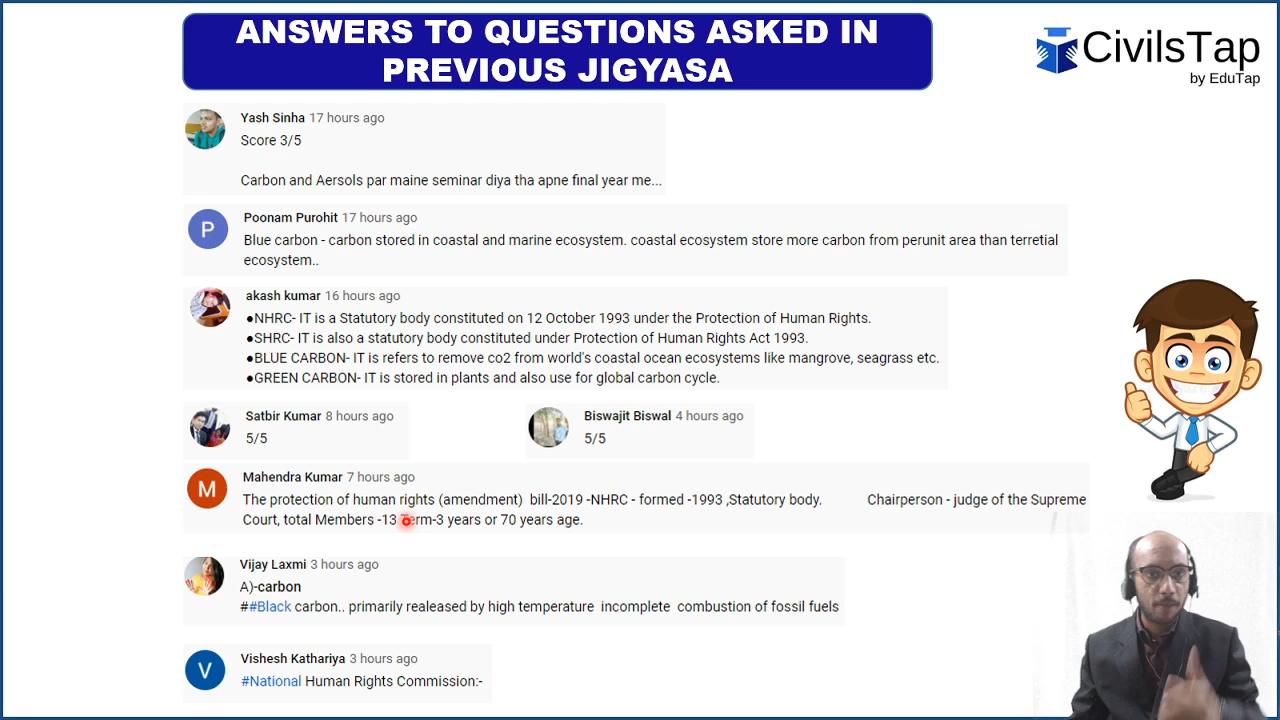 ANSWERS TO QUESTIONS ASKED IN
PREVIOUS JIGYASA
CivilsTap
by EduTap
Yash Sinha 17 hours ago
Score 3/5
Carbon and Aersols par maine seminar diya tha apne final year me...
P
Poonam Purohit 17 hours ago
Blue carbon - carbon stored in coastal and marine ecosystem. coastal ecosystem store more carbon from perunit area than terretial
ecosystem..
akash kumar 16 hours ago
●NHRC- IT is a Statutory body constituted on 12 October 1993 under the Protection of Human Rights.
●SHRC- IT is also a statutory body constituted under Protection of Human Rights Act 1993.
●BLUE CARBON- IT is refers to remove co2 from world's coastal ocean ecosystems like mangrove, seagrass etc.
●GREEN CARBON- IT is stored in plants and also use for global carbon cycle.
Satbir Kumar 8 hours ago
5/5
Biswajit Biswal 4 hours ago
5/5
M
Mahendra Kumar 7 hours ago
The protection of human rights (amendment) bill-2019 -NHRC - formed -1993 ,Statutory body. Chairperson - judge of the Supreme
Court, total Members -13 Term-3 years or 70 years age.
Vijay Laxmi 3 hours ago
A)-carbon
##Black carbon.. primarily realeased by high temperature incomplete combustion of fossil fuels
V
Vishesh Kathariya 3 hours ago
#National Human Rights Commission:-